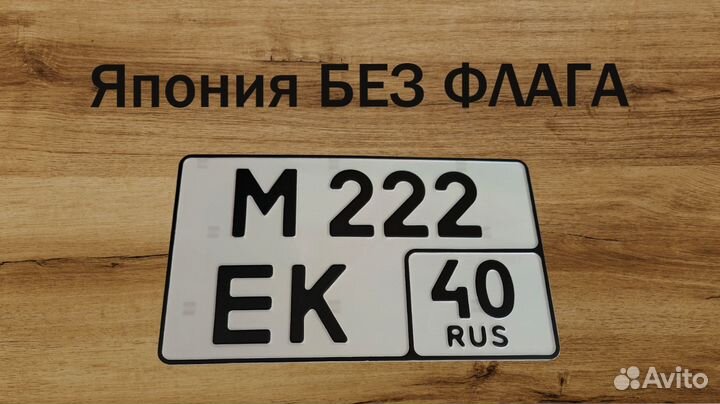 Япония БЕЗ ФЛАГА
М 222
ЕК
40
RUS
Avito